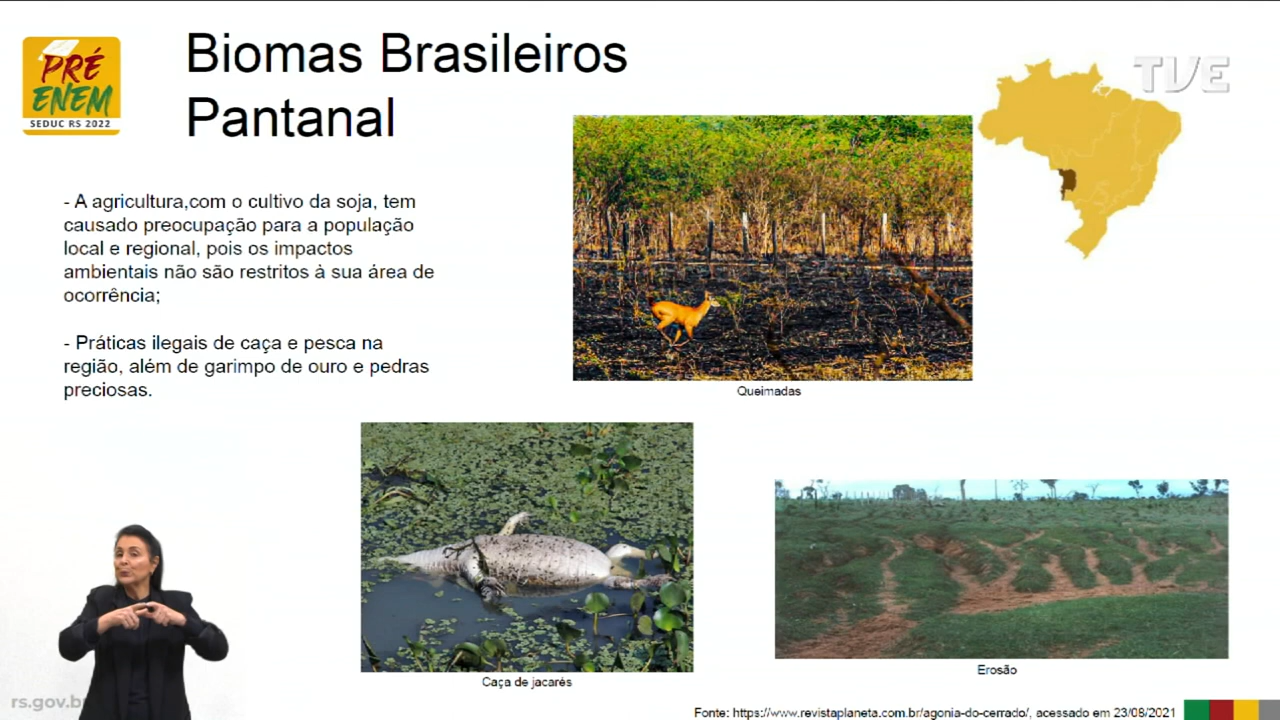 PRÉ
ENEM
SEDUC RS 2022
Biomas Brasileiros
Pantanal
TVE
- A agricultura,com o cultivo da soja, tem
causado preocupação para a população
local e regional, pois os impactos
ambientais não são restritos à sua área de
ocorrência;
- Práticas ilegais de caça e pesca na
região, além de garimpo de ouro e pedras
preciosas.
Queimadas
Caça de jacarés
Erosão
rs.gov.b
Fonte: https://www.revistaplaneta.com.br/agonia-do-cerrado/, acessado em 23/08/2021